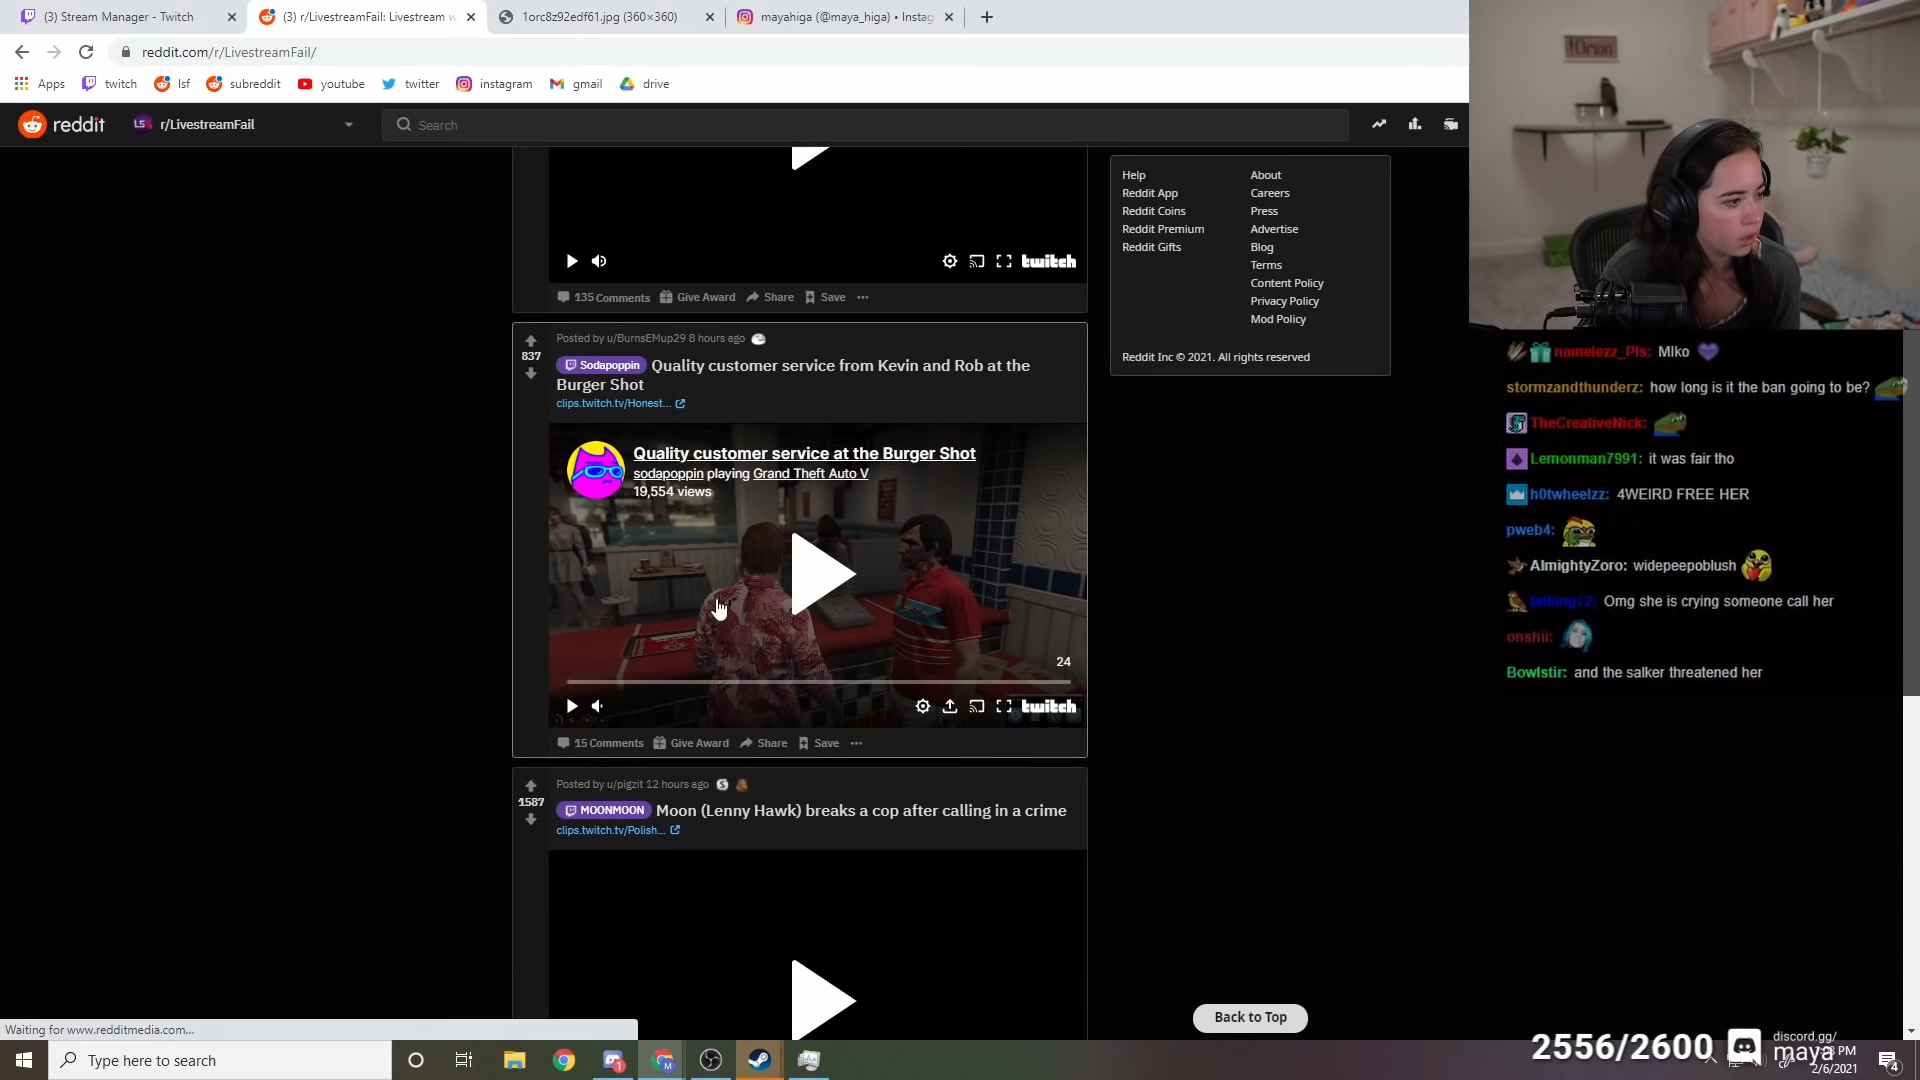 (3) Stream Manager - Twitch
(3) r/LivestreamFail: Livestream w
1orc8z92edf61.jpg (360×360)
mayahiga (@maya_higa) • Instag
reddit.com/r/LivestreamFail/
Apps
twitch
lsf
subreddit
youtube
twitter
instagram
gmail
drive
reddit
r/LivestreamFail
Search
twitch
135 Comments
Give Award
Share
Save
837
Posted by u/BurnsEMup29 8 hours ago
Sodapoppin Quality customer service from Kevin and Rob at the
Burger Shot
clips.twitch.tv/Honest...
Quality customer service at the Burger Shot
sodapoppin playing Grand Theft Auto V
19,554 views
24
twitch
15 Comments
Give Award
Share
Save
1587
Posted by u/pigzit 12 hours ago
MOONMOON Moon (Lenny Hawk) breaks a cop after calling in a crime
clips.twitch.tv/Polish...
Help
Reddit App
Reddit Coins
Reddit Premium
Reddit Gifts
About
Careers
Press
Advertise
Blog
Terms
Content Policy
Privacy Policy
Mod Policy
Reddit Inc © 2021. All rights reserved
Back to Top
Orion
namelezz_Pls: MIko
stormzandthunderz: how long is it the ban going to be?
TheCreativeNick:
Lemonman7991: it was fair tho
h0twheelzz: 4WEIRD FREE HER
pweb4:
AlmightyZoro: widepeepoblush
Omg she is crying someone call her
onshii:
Bowlstir: and the salker threatened her
Waiting for www.redditmedia.com...
Type here to search
2556/2600
discord.gg/
maya
PM
2/6/2021
4